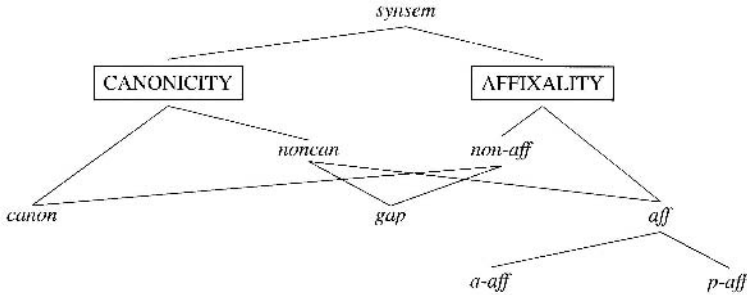 synsem
CANONICITY AFFIXALITY
noncan non-aff
canon gap aff
a-aff p-aff